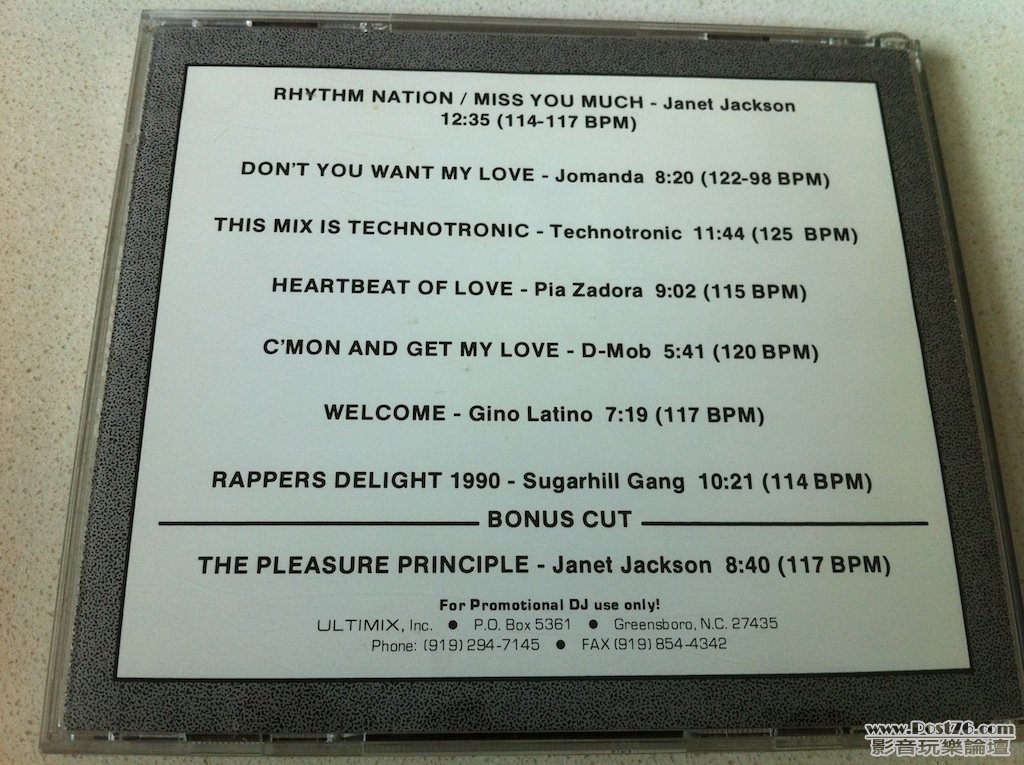 RHYTHM NATION / MISS YOU MUCH - Janet Jackson
12:35 (114-117 BPM)
DON'T YOU WANT MY LOVE - Jomanda 8:20 (122-98 BPM)
THIS MIX IS TECHNOTRONIC - Technotronic 11:44 (125 BPM)
HEARTBEAT OF LOVE - Pia Zadora 9:02 (115 BPM)
C'MON AND GET MY LOVE - D-Mob 5:41 (120 BPM)
WELCOME - Gino Latino 7:19 (117 BPM)
RAPPERS DELIGHT 1990 - Sugarhill Gang 10:21 (114 BPM)
BONUS CUT
THE PLEASURE PRINCIPLE - Janet Jackson 8:40 (117 BPM)
For Promotional DJ use only!
ULTIMIX, Inc. ● P.O. Box 5361 ● Greensboro, N.C. 27435
Phone: (919) 294-7145 ● FAX (919) 854-4342
www.Post76.com
影音玩樂論壇